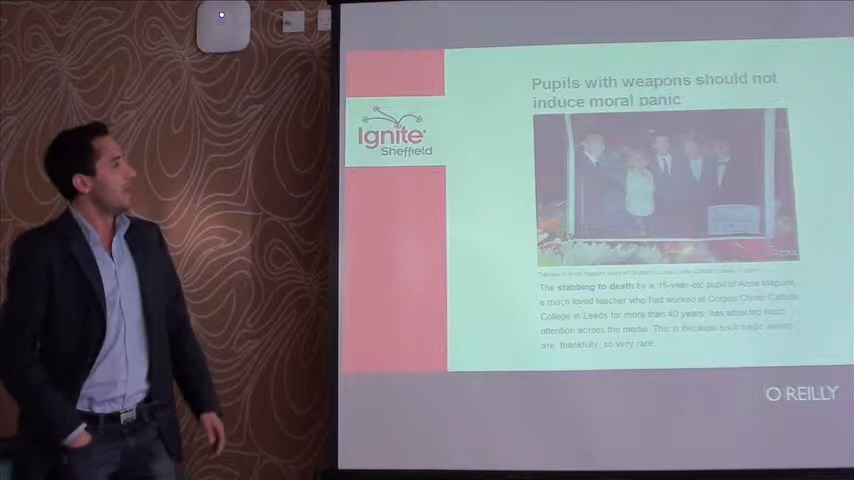 Pupils with weapons should not
induce moral panic
Ignite
Sheffield
The stabbing to death by a 15-year-old pupil of Anne Maguire,
a much loved teacher who had worked at Corpus Christi Catholic
College in Leeds for more than 40 years, has attracted much
attention across the media. This is because such tragic events
are, thankfully, so very rare.
O'REILLY